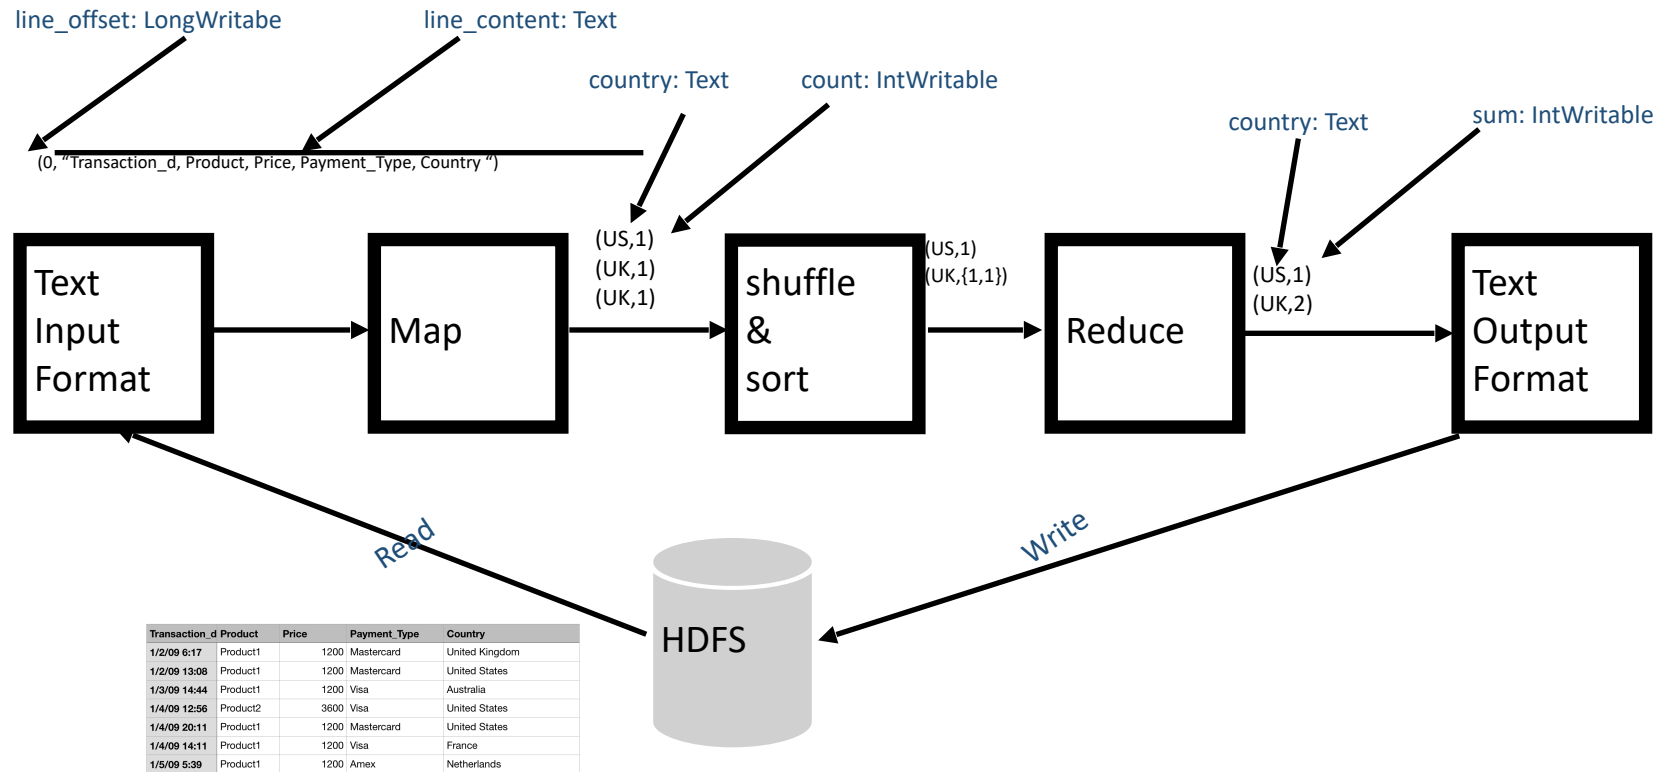 line_offset: LongWritabe
line_content: Text
country: Text
count: IntWritable
country: Text
sum: IntWritable
(0, “Transaction_d, Product, Price, Payment_Type, Country “)
Text
Input
Format
Map
(US,1)
(UK,1)
(UK,1)
shuffle
&
sort
(US,1)
(UK,{1,1})
Reduce
(US,1)
(UK,2)
Text
Output
Format
Read
Write
HDFS
Transaction_d Product Price Payment_Type Country
1/2/09 6:17 Product1 1200 Mastercard United Kingdom
1/2/09 13:08 Product1 1200 Mastercard United States
1/3/09 14:44 Product1 1200 Visa Australia
1/4/09 12:56 Product2 3600 Visa United States
1/4/09 20:11 Product1 1200 Mastercard United States
1/4/09 14:11 Product1 1200 Visa France
1/5/09 5:39 Product1 1200 Amex Netherlands